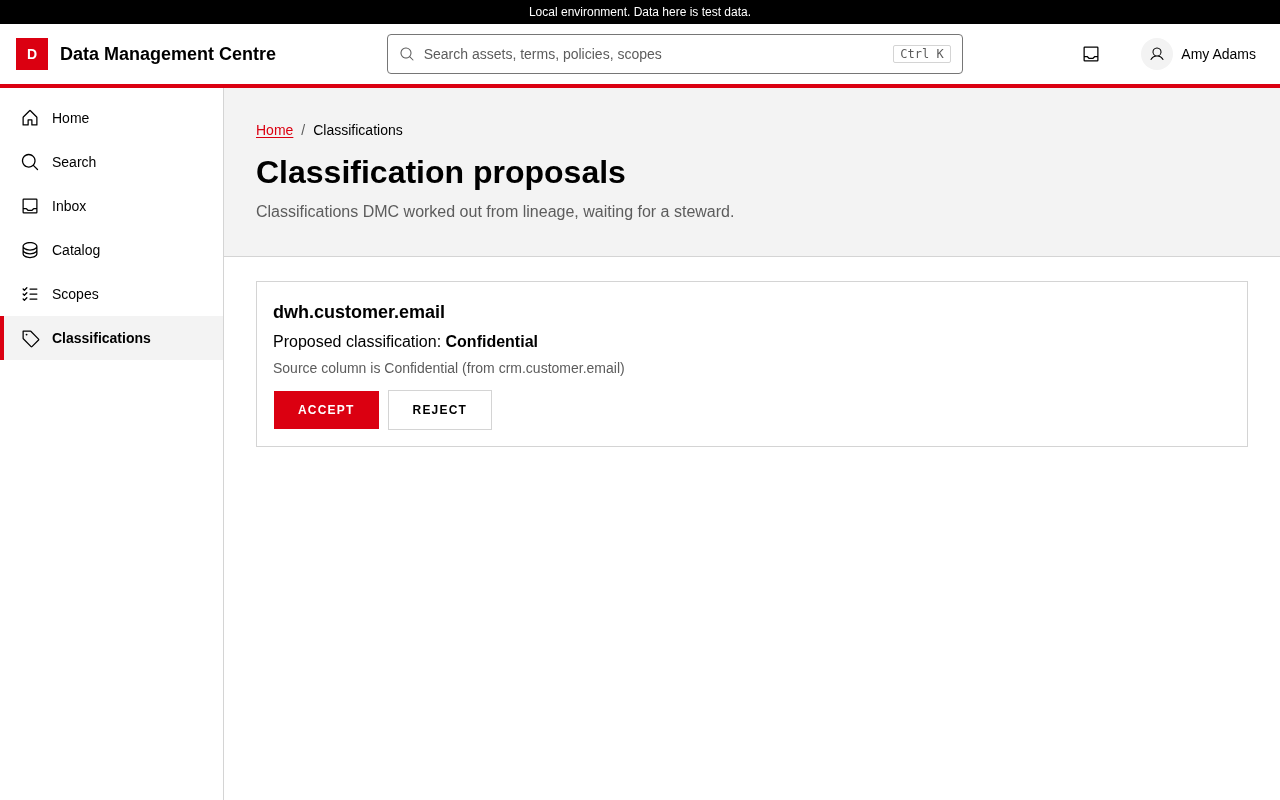 Local environment. Data here is test data.
D
Data Management Centre
Search assets, terms, policies, scopes
Ctrl K
Amy Adams
Home
Search
Inbox
Catalog
Scopes
Classifications
Home / Classifications
Classification proposals
Classifications DMC worked out from lineage, waiting for a steward.
dwh.customer.email
Proposed classification: Confidential
Source column is Confidential (from crm.customer.email)
ACCEPT
REJECT